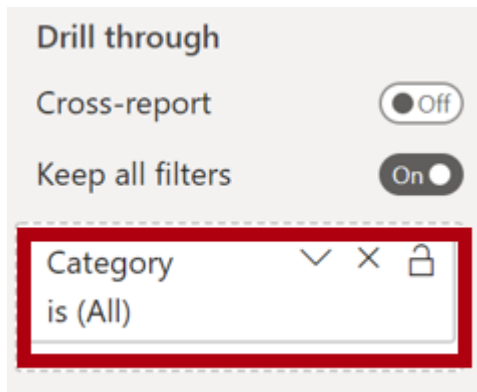 Drill through
Cross-report Off
Keep all filters On
Category
is (All)